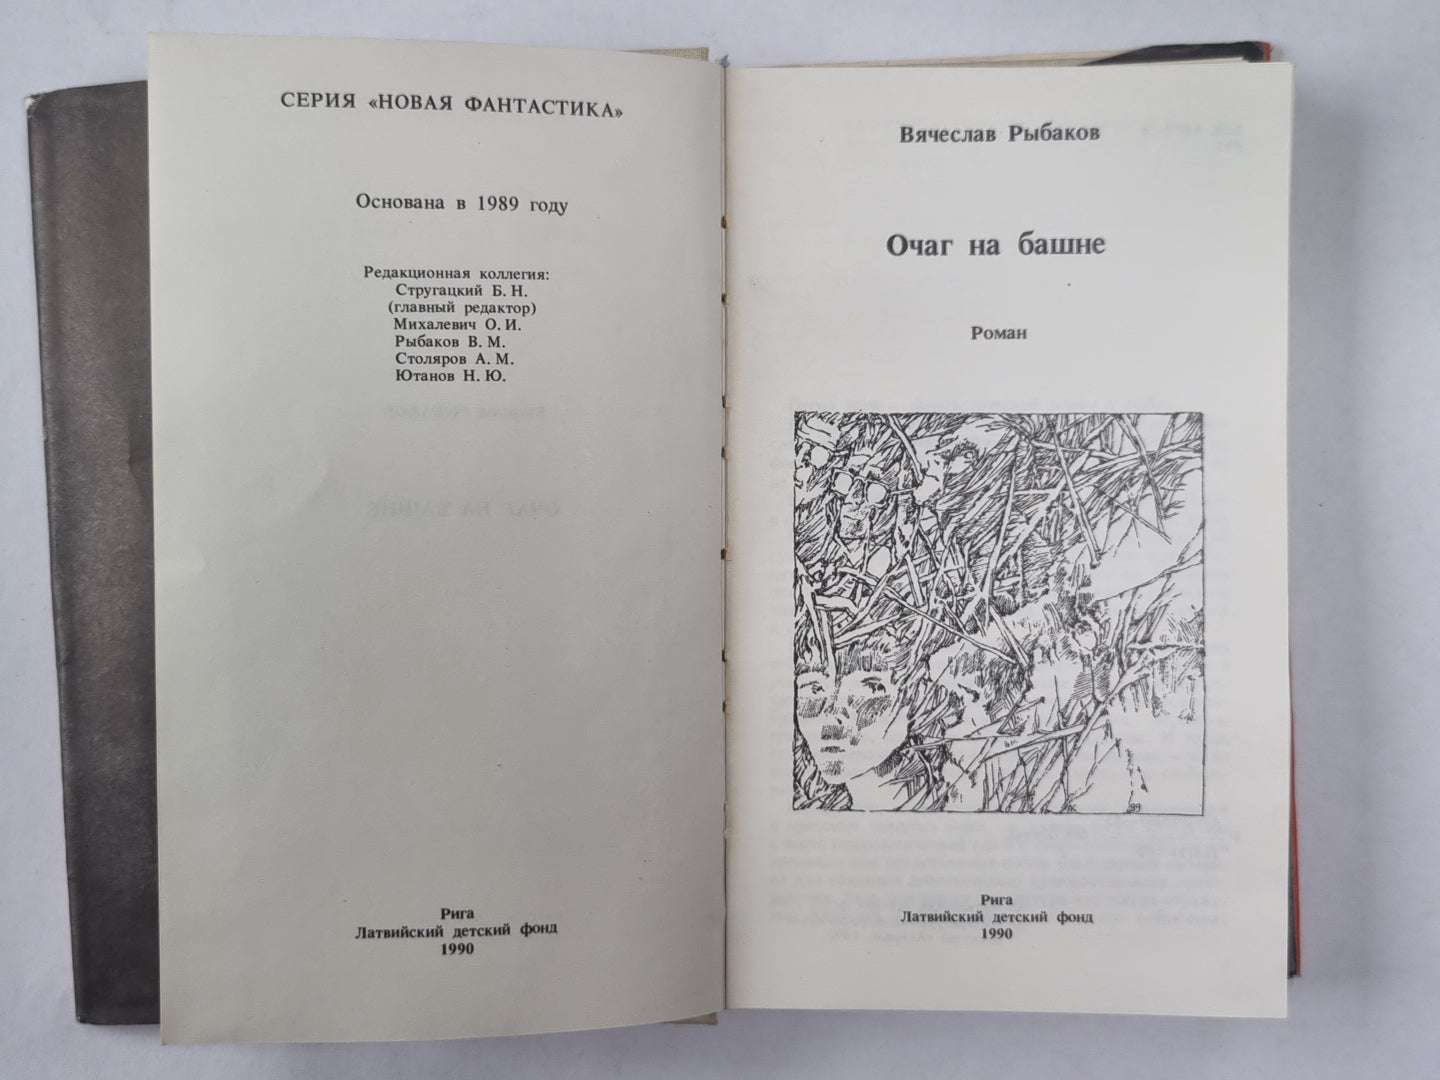 СЕРИЯ «НОВАЯ ФАНТАСТИКА»
Основана в 1989 году
Редакционная коллегия:
Стругацкий Б. Н.
(главный редактор)
Михалевич О. И.
Рыбаков В. М.
Столяров А. М.
Ютанов Н. Ю.
Рига
Латвийский детский фонд
1990
Вячеслав Рыбаков
Очаг на башне
Роман
89
Рига
Латвийский детский фонд
1990